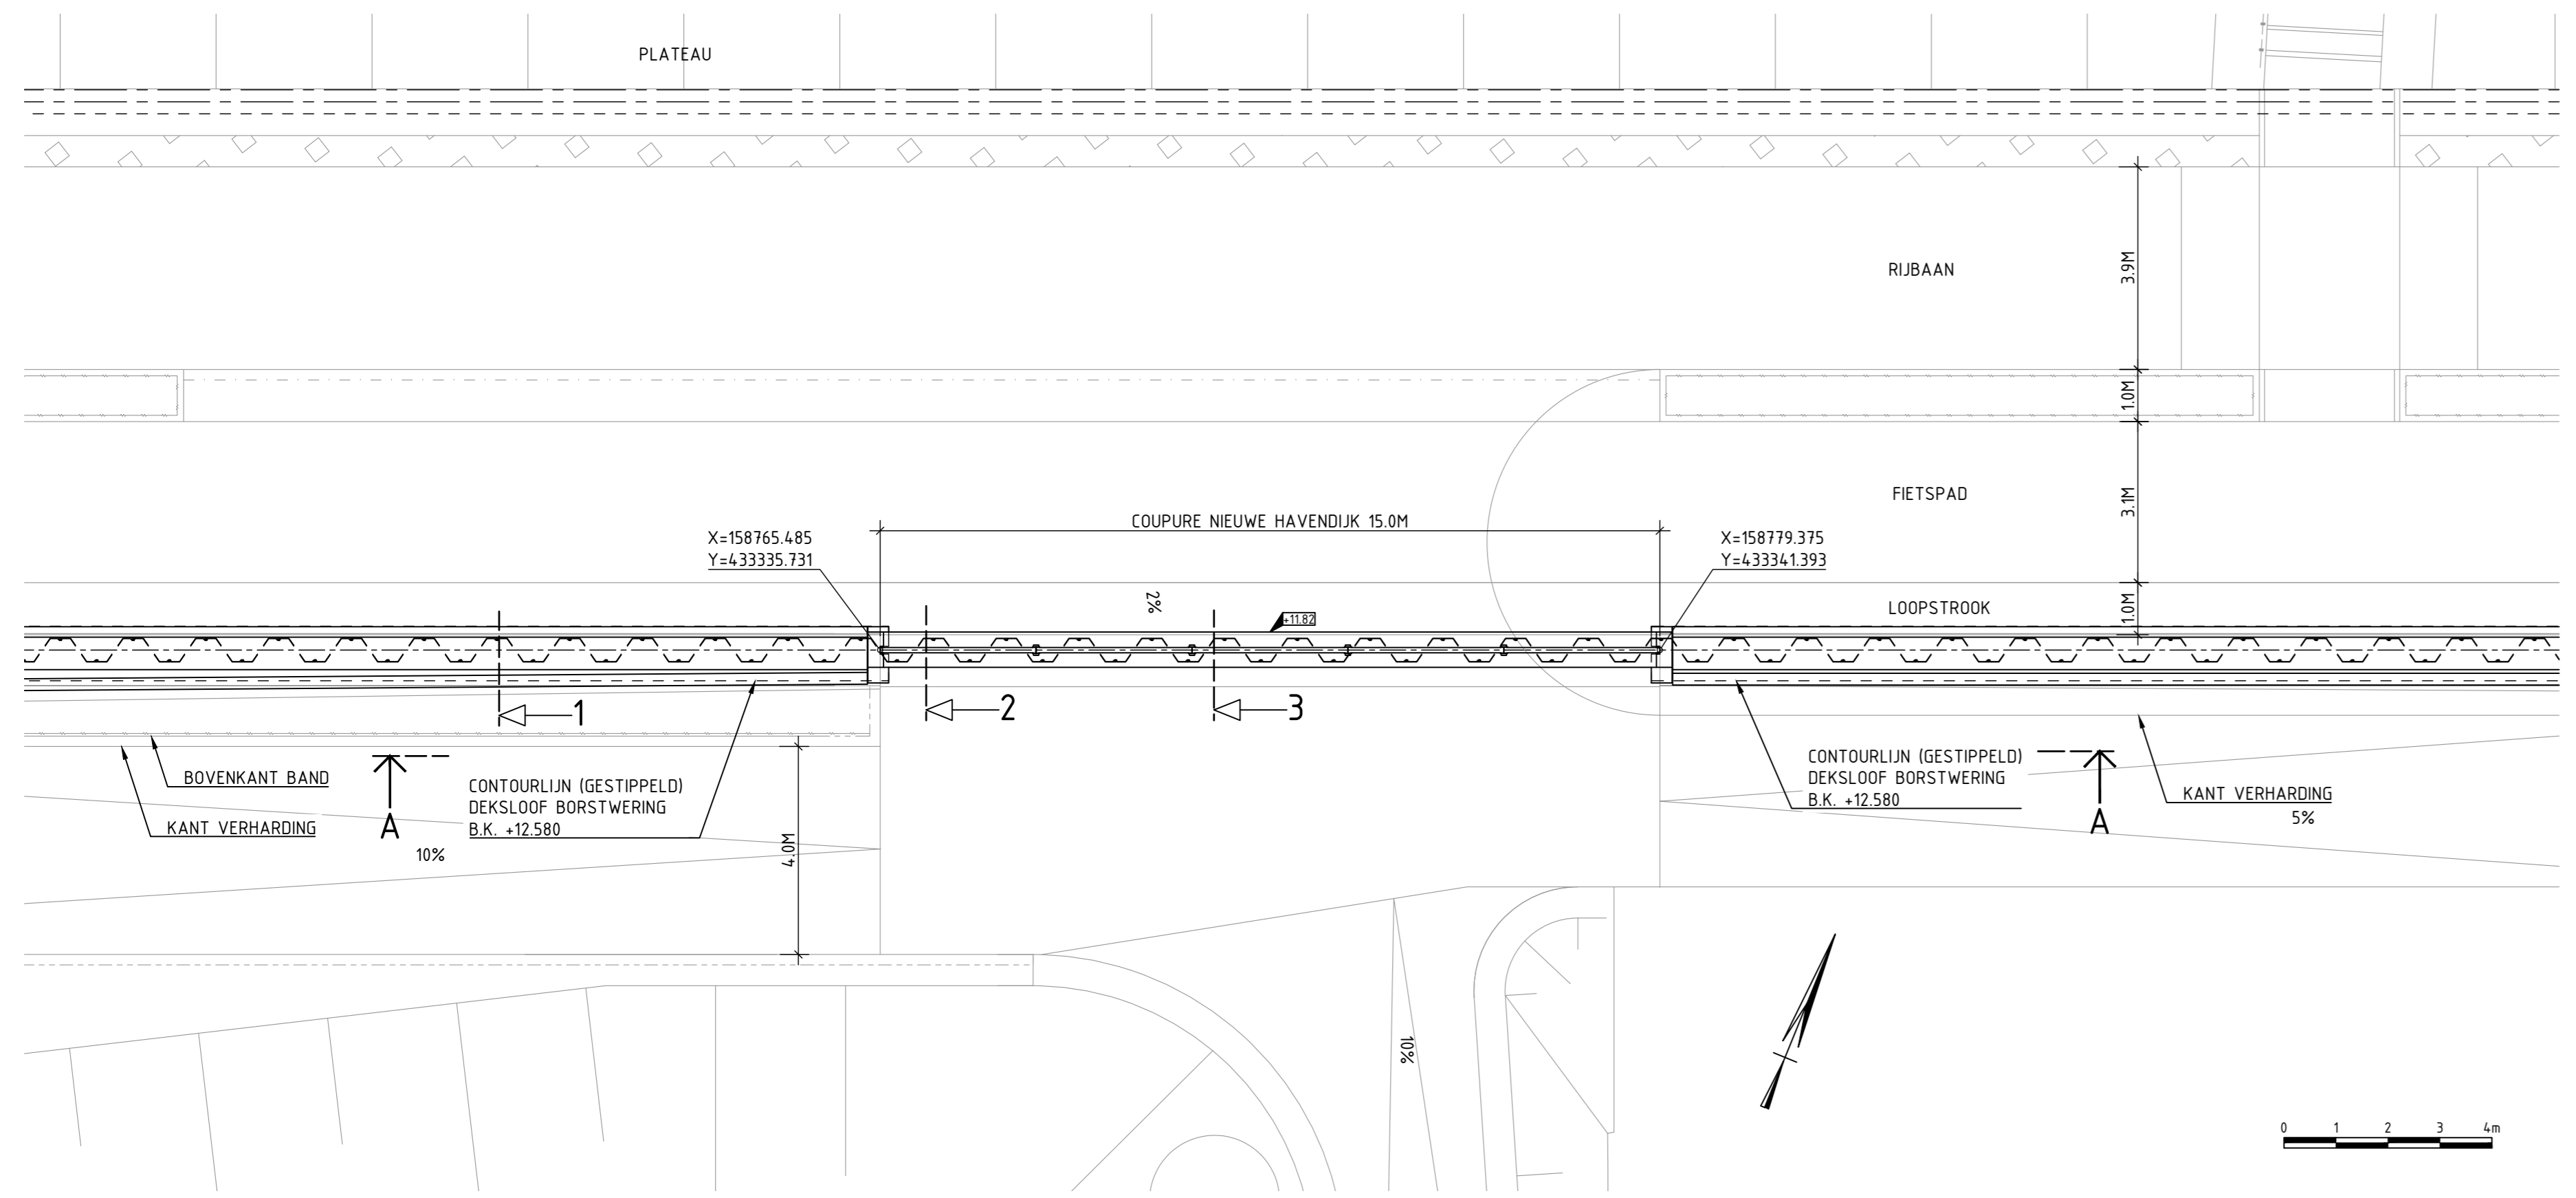 PLATEAU
RIJBAAN
3.9M
1.0M
FIETSPAD
3.1M
COUPURE NIEUWE HAVENDIJK 15.0M
X=158765.485
Y=433335.731
X=158779.375
Y=433341.393
2%
+11.82
LOOPSTROOK
1.0M
1
2
3
BOVENKANT BAND
KANT VERHARDING
A
10%
CONTOURLIJN (GESTIPPELD)
DEKSLOOF BORSTWERING
B.K. +12.580
4.0M
CONTOURLIJN (GESTIPPELD)
DEKSLOOF BORSTWERING
B.K. +12.580
A
KANT VERHARDING
5%
10%
0 1 2 3 4m